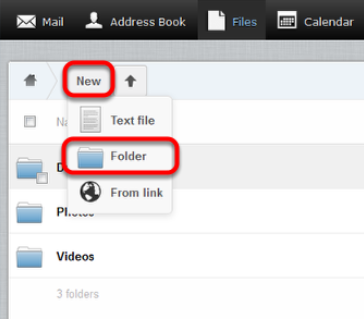 Mail Address Book Files Calendar
New
Text file
Folder
From link
Photos
Videos
3 folders